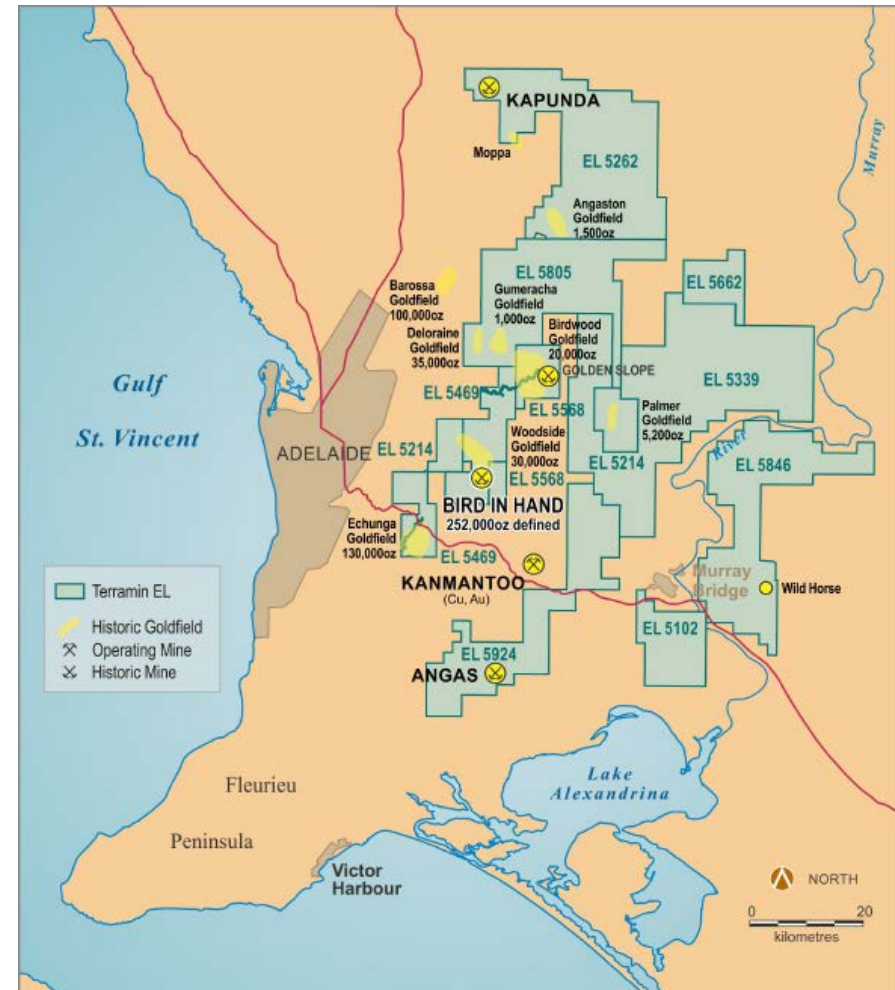 KAPUNDA
Moppa
EL 5262
Murray
Angaston
Goldfield
1,500oz
EL 5805
EL 5662
Barossa
Goldfield
100,000oz
Gumeracha
Goldfield
1,000oz
Deloraine
Goldfield
35,000oz
Birdwood
Goldfield
20,000oz
GOLDEN SLOPE
EL 5339
Gulf
St. Vincent
EL 5469
EL 5568
Palmer
Goldfield
5,200oz
ADELAIDE
EL 5214
Woodside
Goldfield
30,000oz
EL 5568
EL 5214
River
EL 5846
BIRD IN HAND
252,000oz defined
Echunga
Goldfield
130,000oz
EL 5469
KANMANTOO
(Cu, Au)
Murray
Bridge
Wild Horse
Terramin EL
Historic Goldfield
Operating Mine
Historic Mine
EL 5102
EL 5924
ANGAS
Lake
Alexandrina
Fleurieu
Peninsula
Victor
Harbour
NORTH
0 20
kilometres